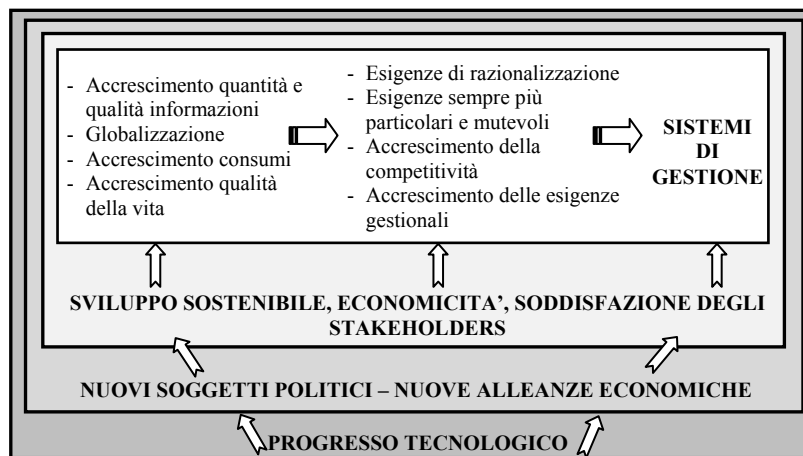 - Accrescimento quantità e
qualità informazioni
- Globalizzazione
- Accrescimento consumi
- Accrescimento qualità
della vita
- Esigenze di razionalizzazione
- Esigenze sempre più
particolari e mutevoli
- Accrescimento della
competitività
- Accrescimento delle esigenze
gestionali
SISTEMI
DI
GESTIONE
SVILUPPO SOSTENIBILE, ECONOMICITA’, SODDISFAZIONE DEGLI
STAKEHOLDERS
NUOVI SOGGETTI POLITICI – NUOVE ALLEANZE ECONOMICHE
PROGRESSO TECNOLOGICO